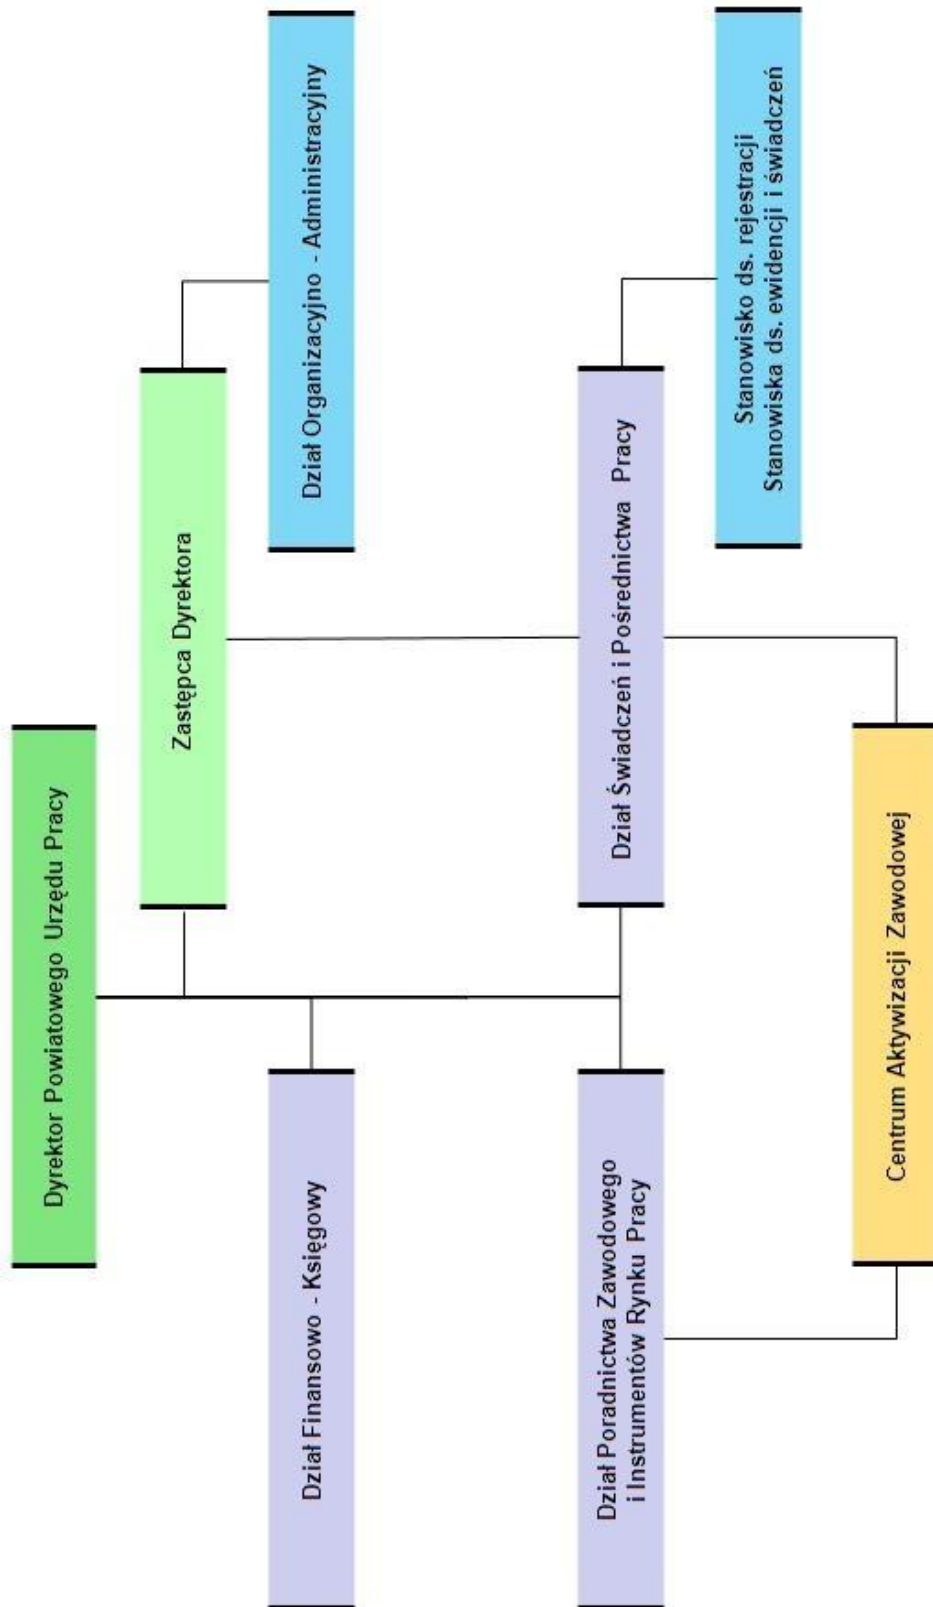 Dyrektor Powiatowego Urzędu Pracy
Zastępca Dyrektora
Dział Finansowo - Księgowy
Dział Organizacyjno - Administracyjny
Dział Poradnictwa Zawodowego
i Instrumentów Rynku Pracy
Dział Świadczeń i Pośrednictwa Pracy
Stanowisko ds. rejestracji
Stanowiska ds. ewidencji i świadczeń
Centrum Aktywizacji Zawodowej